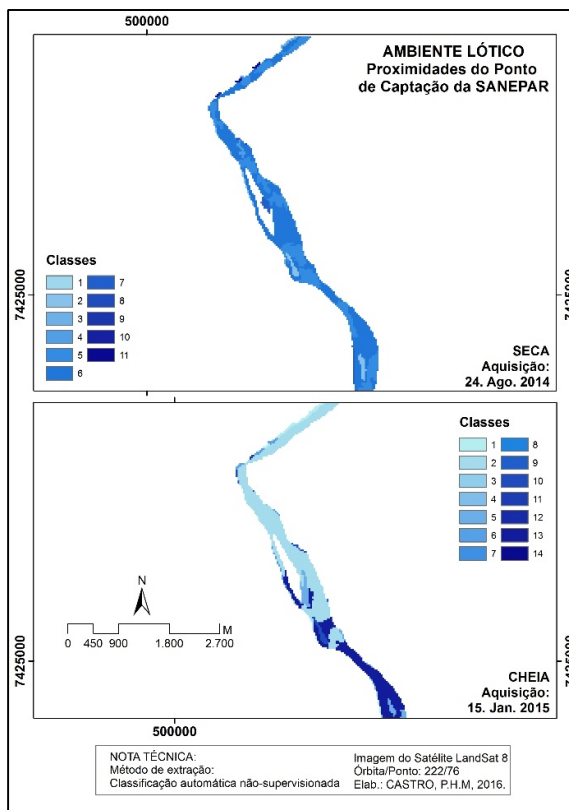 500000
AMBIENTE LÓTICO
Proximidades do Ponto
de Captação da SANEPAR
7425000
7425000
Classes
1 7
2 8
3 9
4 10
5 11
6
SECA
Aquisição:
24. Ago. 2014
Classes
1 8
2 9
3 10
4 11
5 12
6 13
7 14
N
M
0 450 900 1.800 2.700
7425000
7425000
CHEIA
Aquisição:
15. Jan. 2015
500000
NOTA TÉCNICA:
Método de extração:
Classificação automática não-supervisionada
Imagem do Satélite LandSat 8
Órbita/Ponto: 222/76
Elab.: CASTRO, P.H.M, 2016.